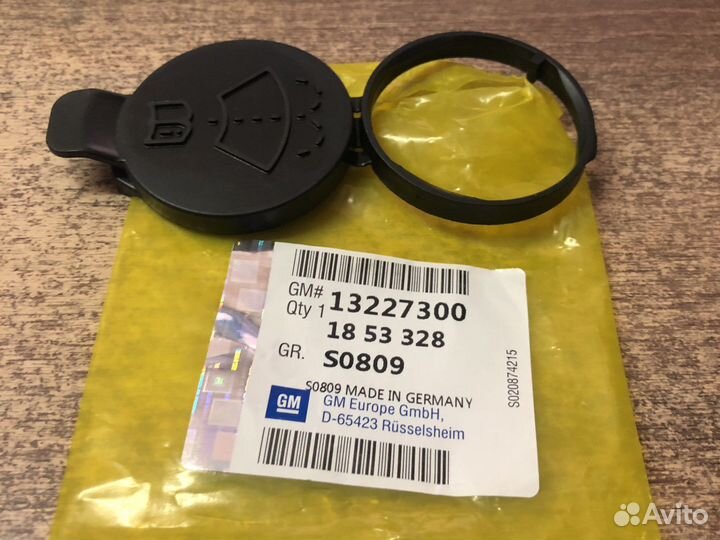 GM# 13227300
Qty 1
18 53 328
GR. S0809
S0809 MADE IN GERMANY
GM
GM Europe GmbH,
D-65423 Rüsselsheim
S020874215
Avito